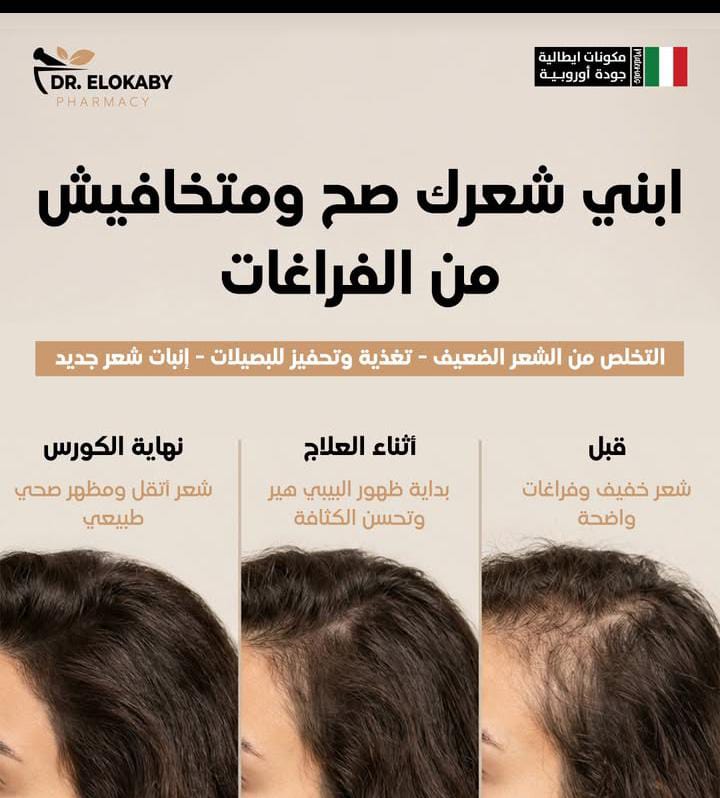 DR. ELOKABY
PHARMACY
مكونات ايطالية
جودة أوروبية
ابني شعرك صح ومتخافيش
من الفراغات
التخلص من الشعر الضعيف - تغذية وتحفيز للبصيلات - إنبات شعر جديد
قبل
شعر خفيف وفراغات
واضحة
أثناء العلاج
بداية ظهور البيبي هير
وتحسن الكثافة
نهاية الكورس
شعر أتقل ومظهر صحي
طبيعي